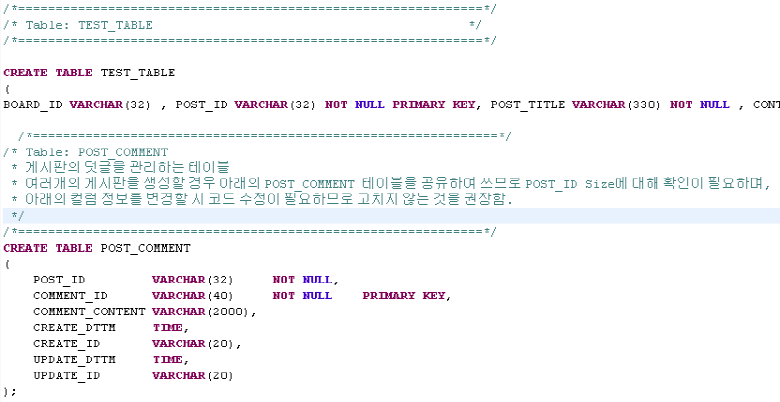 /*==============================================================*/
/* Table: TEST_TABLE */
/*==============================================================*/
CREATE TABLE TEST_TABLE
(
BOARD_ID VARCHAR(32) , POST_ID VARCHAR(32) NOT NULL PRIMARY KEY, POST_TITLE VARCHAR(330) NOT NULL , CONT
/*==============================================================*/
/* Table: POST_COMMENT
* 게시판의 덧글을 관리하는 테이블
* 여러개의 게시판을 생성할 경우 아래의 POST_COMMENT 테이블을 공유하여 쓰므로 POST_ID Size에 대해 확인이 필요하며,
* 아래의 컬럼 정보를 변경할 시 코드 수정이 필요하므로 고치지 않는 것을 권장함.
*/
/*==============================================================*/
CREATE TABLE POST_COMMENT
(
POST_ID VARCHAR(32) NOT NULL,
COMMENT_ID VARCHAR(40) NOT NULL PRIMARY KEY,
COMMENT_CONTENT VARCHAR(2000),
CREATE_DTTM TIME,
CREATE_ID VARCHAR(20),
UPDATE_DTTM TIME,
UPDATE_ID VARCHAR(20)
);